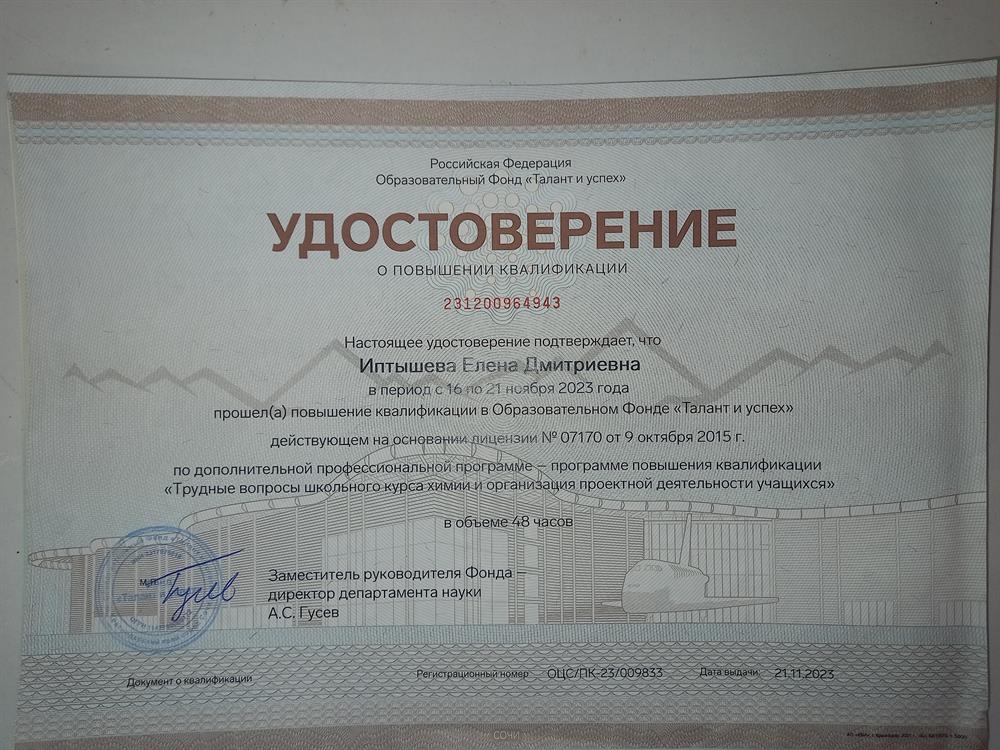 Российская Федерация
Образовательный Фонд «Талант и успех»
УДОСТОВЕРЕНИЕ
О ПОВЫШЕНИИ КВАЛИФИКАЦИИ
231200964943
Настоящее удостоверение подтверждает, что
Иптышева Елена Дмитриевна
в период с 16 по 21 ноября 2023 года
прошел(а) повышение квалификации в Образовательном Фонде «Талант и успех»
действующем на основании лицензии № 07170 от 9 октября 2015 г.
по дополнительной профессиональной программе – программе повышения квалификации
«Трудные вопросы школьного курса химии и организация проектной деятельности учащихся»
в объеме 48 часов
М.П.
Заместитель руководителя Фонда –
директор департамента науки
А.С. Гусев
Документ о квалификации
Регистрационный номер ОЦС/ПК-23/009833
Дата выдачи: 21.11.2023
СОЧИ